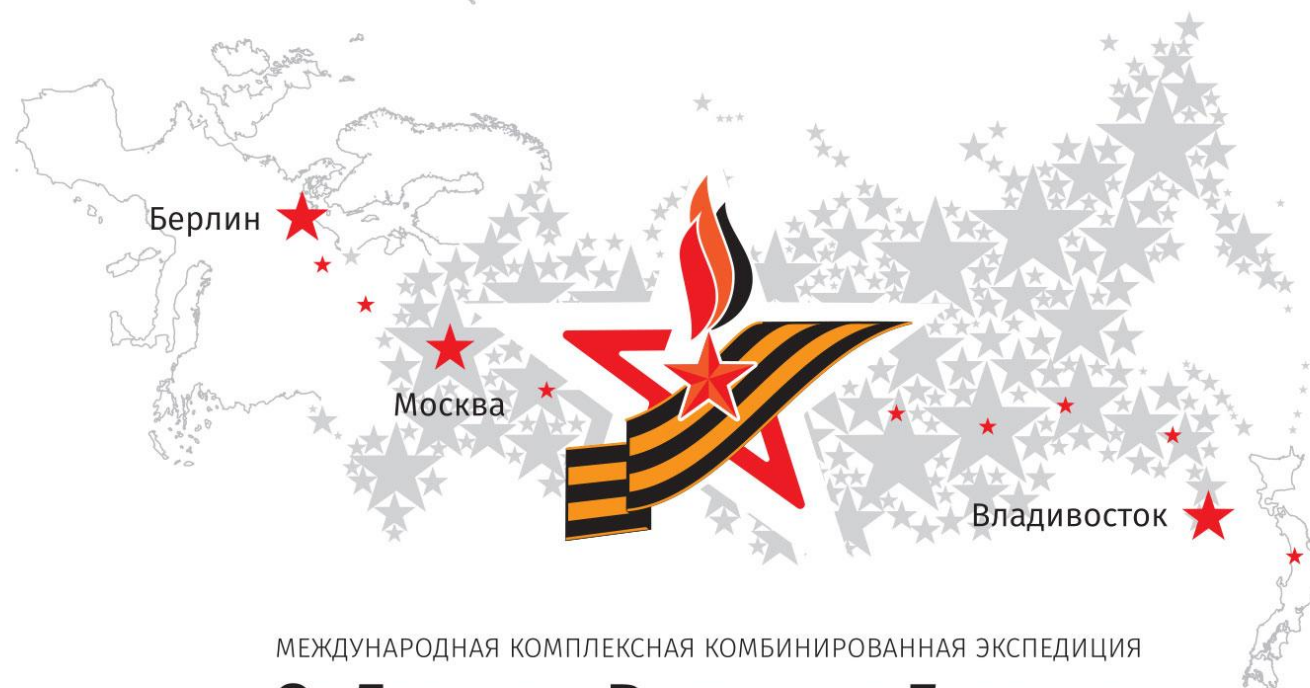 Берлин
Москва
Владивосток
МЕЖДУНАРОДНАЯ КОМПЛЕКСНАЯ КОМБИНИРОВАННАЯ ЭКСПЕДИЦИЯ